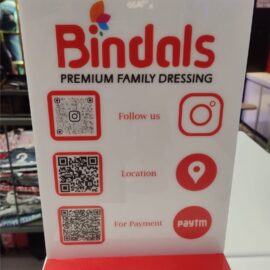 Bindals
PREMIUM FAMILY DRESSING
Follow us
Location
For Payment
Paytm